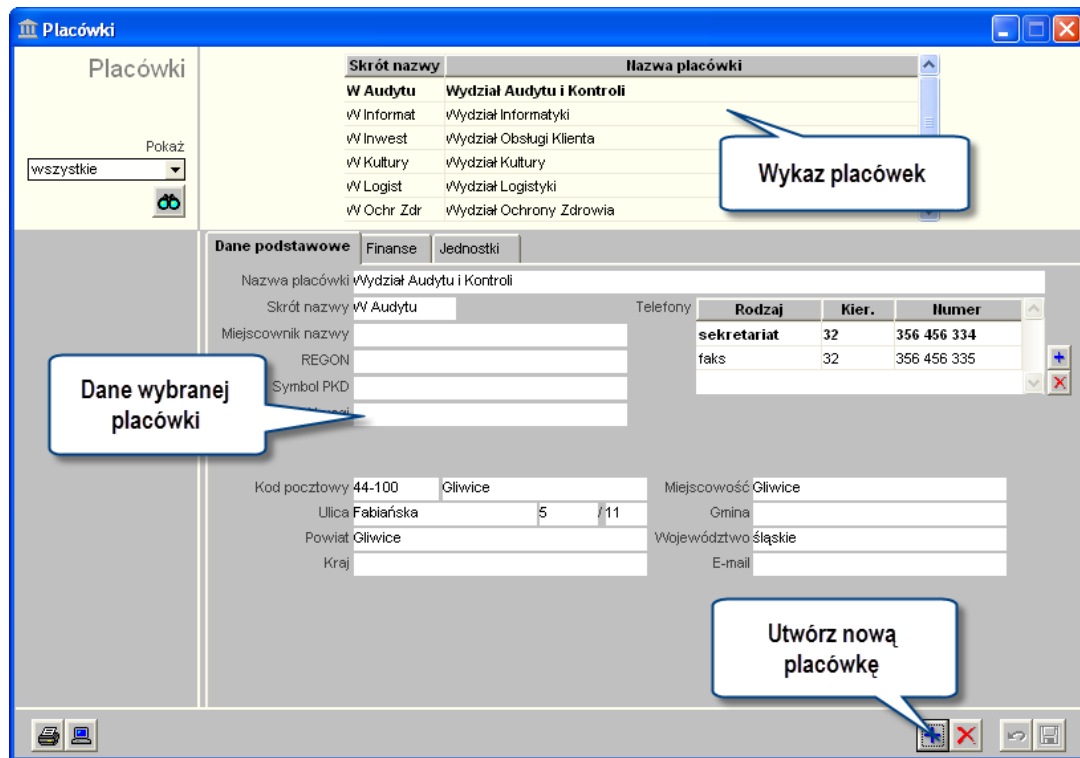 Placówki
Placówki
Pokaż
wszystkie
Skrót nazwy Nazwa placówki
W Audytu Wydział Audytu i Kontroli
W Informat Wydział Informatyki
W Inwest Wydział Obsługi Klienta
W Kultury Wydział Kultury
W Logist Wydział Logistyki
W Ochr Zdr Wydział Ochrony Zdrowia
Wykaz placówek
Dane podstawowe Finanse Jednostki
Nazwa placówki Wydział Audytu i Kontroli
Skrót nazwy W Audytu
Miejscownik nazwy
REGON
Symbol PKD
Telefony Rodzaj Kier. Numer
sekretariat 32 356 456 334
faks 32 356 456 335
Dane wybranej
placówki
Kod pocztowy 44-100 Gliwice Miejscowość Gliwice
Ulica Fabiańska 5 / 11 Gmina
Powiat Gliwice Województwo śląskie
Kraj E-mail
Utwórz nową
placówkę